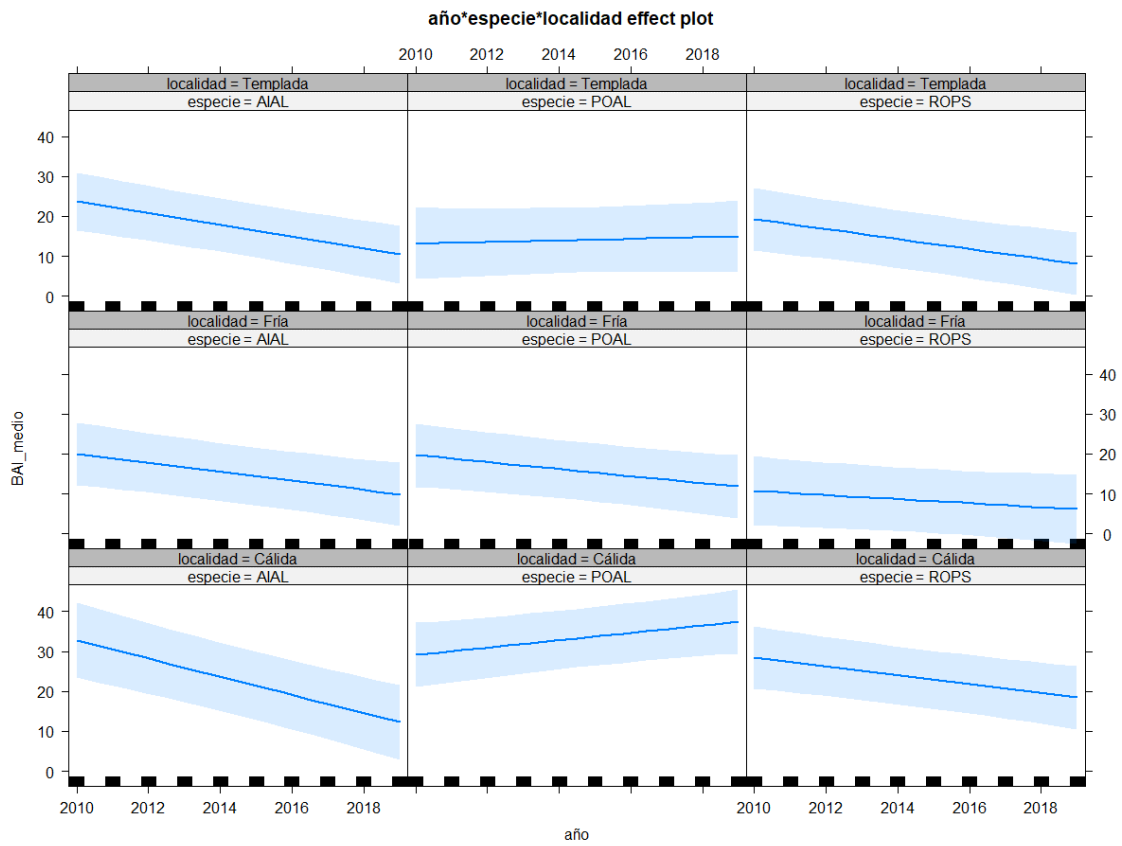 año*especie*localidad effect plot
2010 2012 2014 2016 2018
localidad = Templada localidad = Templada localidad = Templada
especie = AIAL especie = POAL especie = ROPS
40
30
20
10
0
localidad = Fría localidad = Fría localidad = Fría
especie = AIAL especie = POAL especie = ROPS
40
30
20
10
0
BAI_medio
localidad = Cálida localidad = Cálida localidad = Cálida
especie = AIAL especie = POAL especie = ROPS
40
30
20
10
0
2010 2012 2014 2016 2018 2010 2012 2014 2016 2018
año